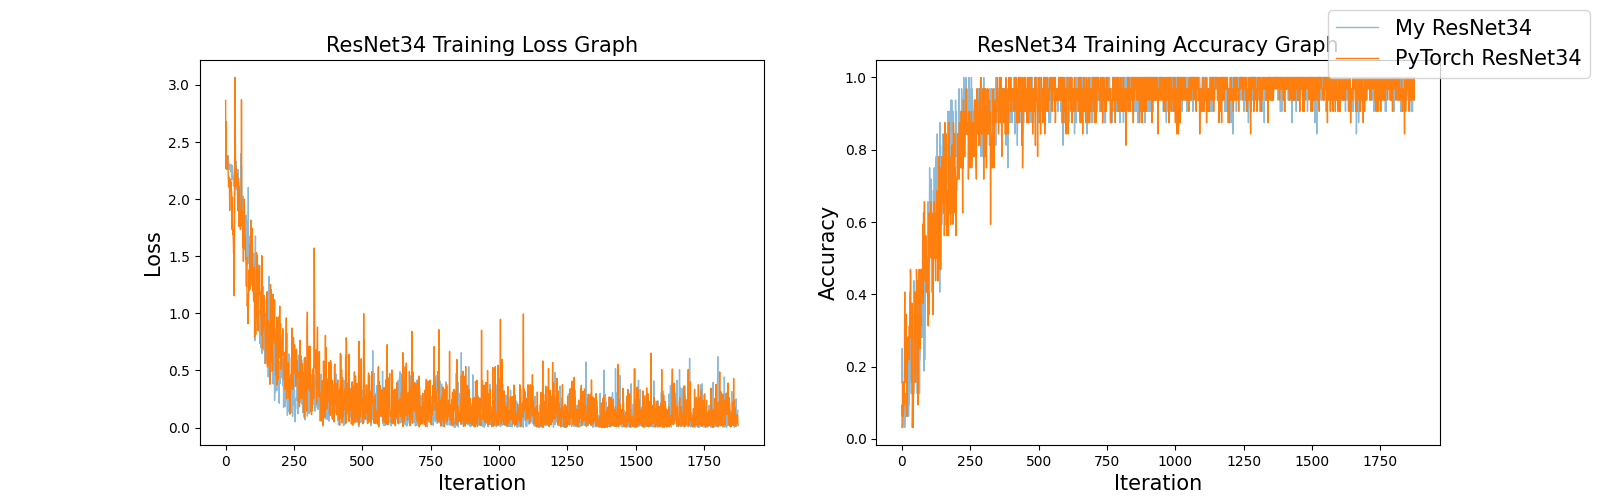 ResNet34 Training Loss Graph
3.0
2.5
2.0
1.5
1.0
0.5
0.0
Loss
0 250 500 750 1000 1250 1500 1750
Iteration
ResNet34 Training Accuracy Graph
My ResNet34
PyTorch ResNet34
1.0
0.8
0.6
0.4
0.2
0.0
Accuracy
0 250 500 750 1000 1250 1500 1750
Iteration